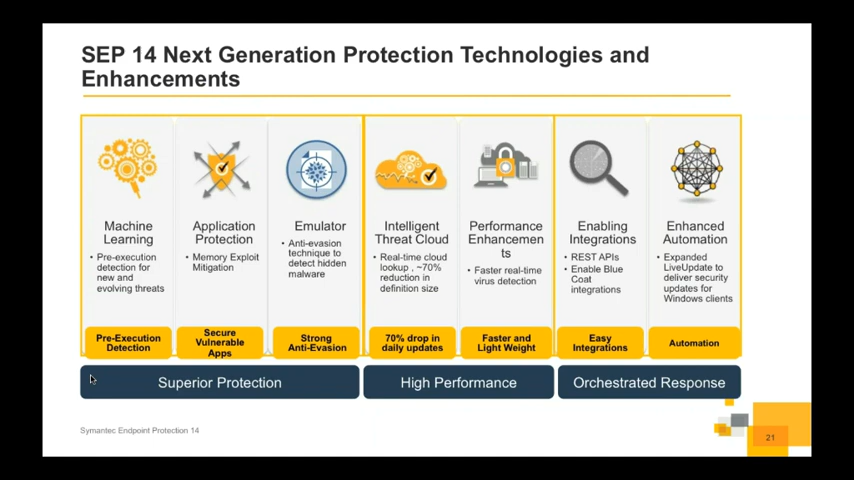 SEP 14 Next Generation Protection Technologies and
Enhancements
Machine
Learning
• Pre-execution
detection for
new and
evolving threats
Pre-Execution
Detection
Application
Protection
• Memory Exploit
Mitigation
Secure
Vulnerable
Apps
Emulator
• Anti-evasion
technique to
detect hidden
malware
Strong
Anti-Evasion
Intelligent
Threat Cloud
• Real-time cloud
lookup , ~70%
reduction in
definition size
70% drop in
daily updates
Performance
Enhancemen
ts
• Faster real-time
virus detection
Faster and
Light Weight
Enabling
Integrations
• REST APIs
• Enable Blue
Coat
integrations
Easy
Integrations
Enhanced
Automation
• Expanded
LiveUpdate to
deliver security
updates for
Windows clients
Automation
Superior Protection
High Performance
Orchestrated Response
Symantec Endpoint Protection 14
21